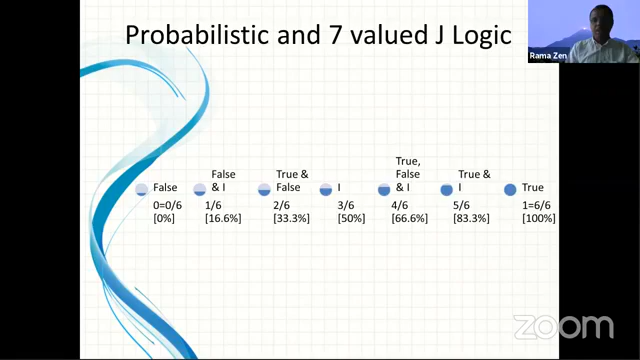 Probabilistic and 7 valued J Logic
Rama Zen
False
0=0/6
[0%]
False
& I
1/6
[16.6%]
True &
False
2/6
[33.3%]
I
3/6
[50%]
True,
False
& I
4/6
[66.6%]
True &
I
5/6
[83.3%]
True
1=6/6
[100%]
zoom